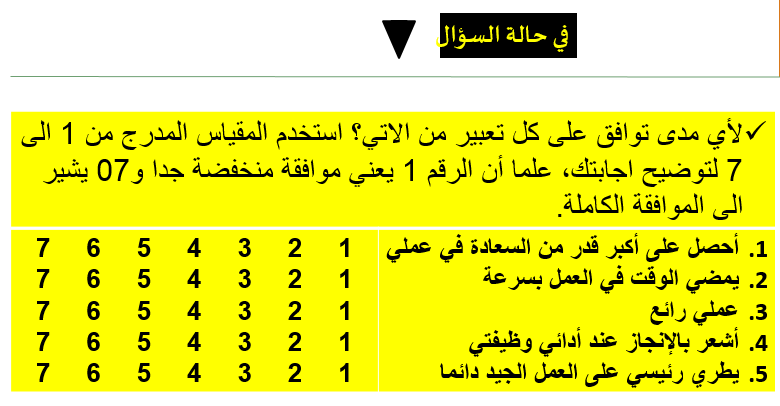 في حالة السؤال
✓ لأي مدى توافق على كل تعبير من الاتي؟ استخدم المقياس المدرج من 1 الى
7 لتوضيح اجابتك، علما أن الرقم 1 يعني موافقة منخفضة جدا و07 يشير
الى الموافقة الكاملة.
1. أحصل على أكبر قدر من السعادة في عملي 1 2 3 4 5 6 7
2. يمضي الوقت في العمل بسرعة 1 2 3 4 5 6 7
3. عملي رائع 1 2 3 4 5 6 7
4. أشعر بالإنجاز عند أدائي وظيفتي 1 2 3 4 5 6 7
5. يطري رئيسي على العمل الجيد دائما 1 2 3 4 5 6 7